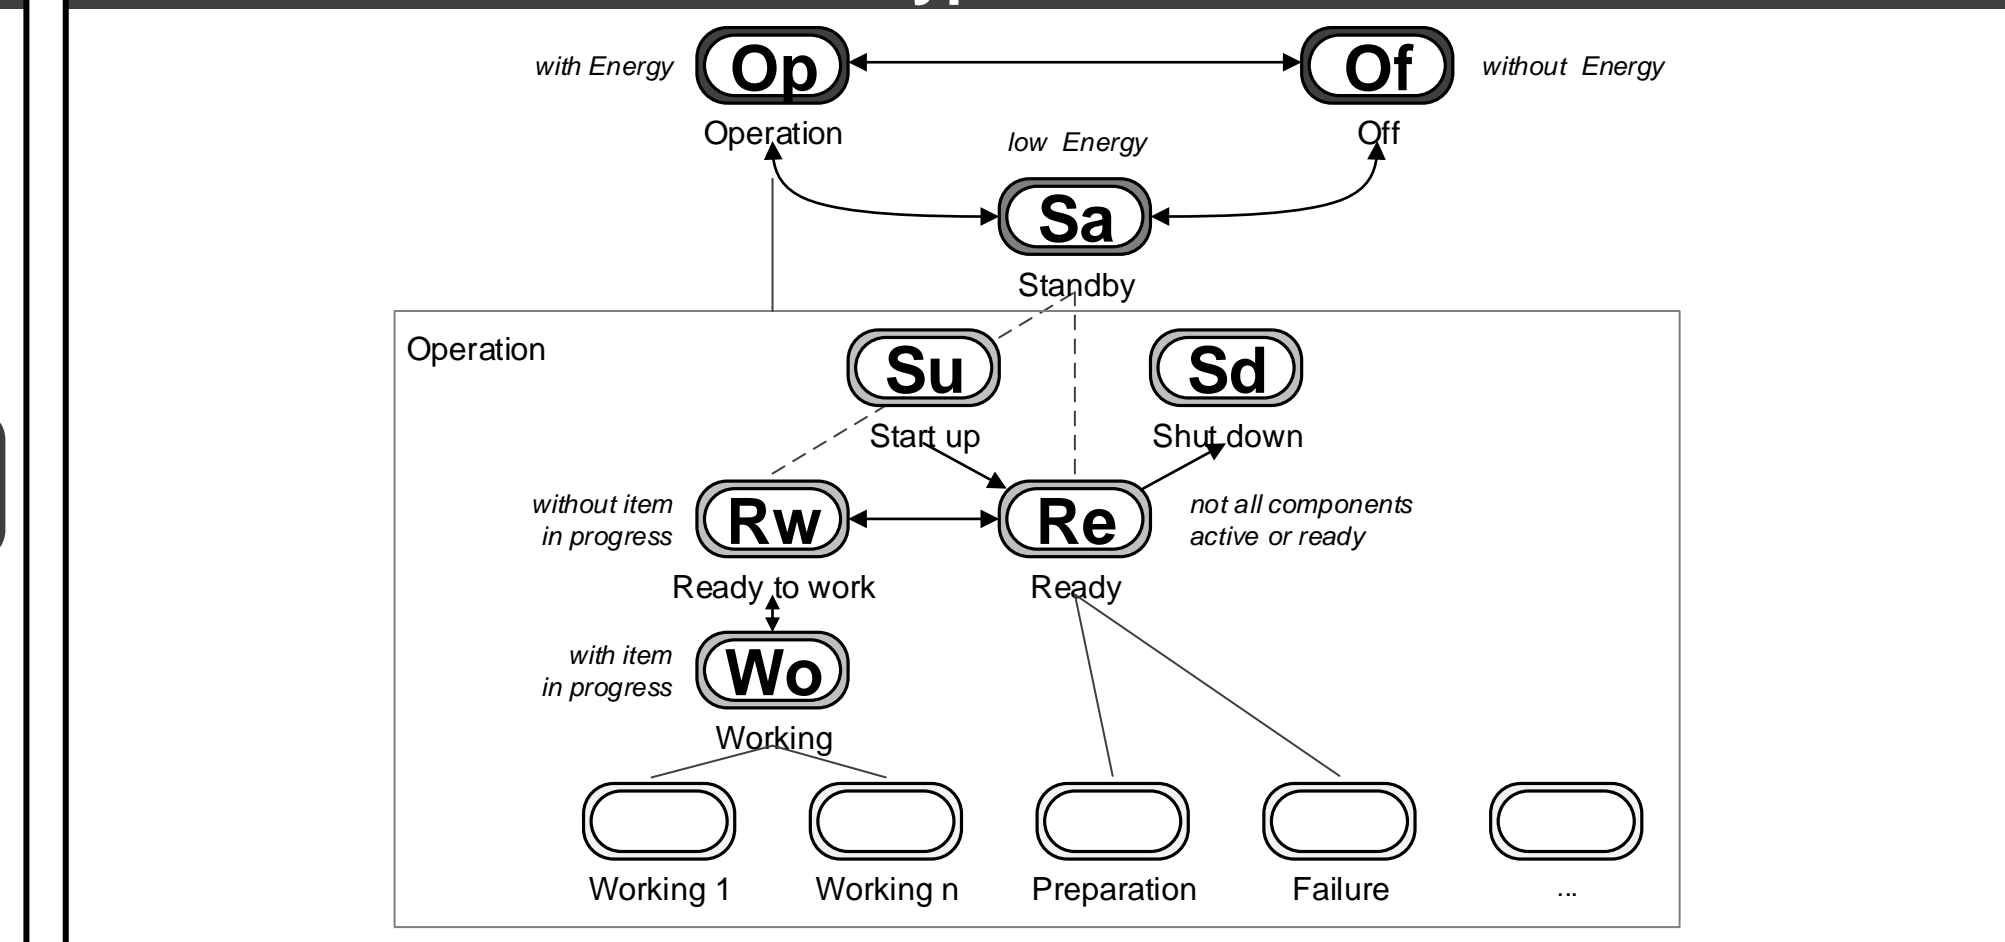 with Energy
Op
Of
without Energy
Operation
Off
low Energy
Sa
Standby
Operation
Su
Sd
Start up
Shut down
without item
in progress
Rw
Re
not all components
active or ready
Ready to work
Ready
with item
in progress
Wo
Working
Working 1
Working n
Preparation
Failure
...